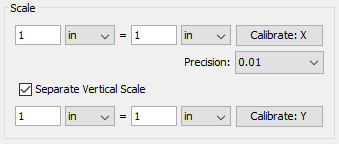 Scale
1 in = 1 in Calibrate: X
Precision: 0.01
Separate Vertical Scale
1 in = 1 in Calibrate: Y